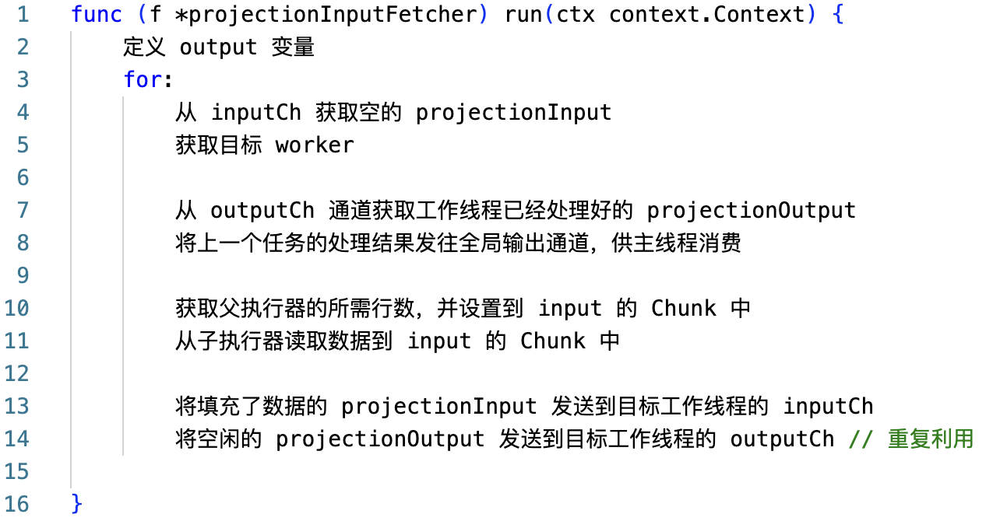 1 func (f *projectionInputFetcher) run(ctx context.Context) {
2 定义 output 变量
3 for:
4 从 inputCh 获取空的 projectionInput
5 获取目标 worker
6
7 从 outputCh 通道获取工作线程已经处理好的 projectionOutput
8 将上一个任务的处理结果发往全局输出通道，供主线程消费
9
10 获取父执行器的所需行数，并设置到 input 的 Chunk 中
11 从子执行器读取数据到 input 的 Chunk 中
12
13 将填充了数据的 projectionInput 发送到目标工作线程的 inputCh
14 将空闲的 projectionOutput 发送到目标工作线程的 outputCh // 重复利用
15
16 }